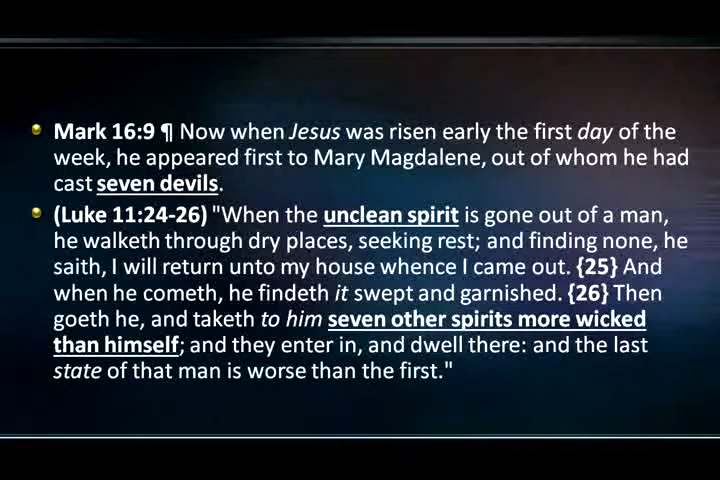 Mark 16:9 ¶ Now when Jesus was risen early the first day of the
week, he appeared first to Mary Magdalene, out of whom he had
cast seven devils.
(Luke 11:24-26) "When the unclean spirit is gone out of a man,
he walketh through dry places, seeking rest; and finding none, he
saith, I will return unto my house whence I came out. {25} And
when he cometh, he findeth it swept and garnished. {26} Then
goeth he, and taketh to him seven other spirits more wicked
than himself; and they enter in, and dwell there: and the last
state of that man is worse than the first."